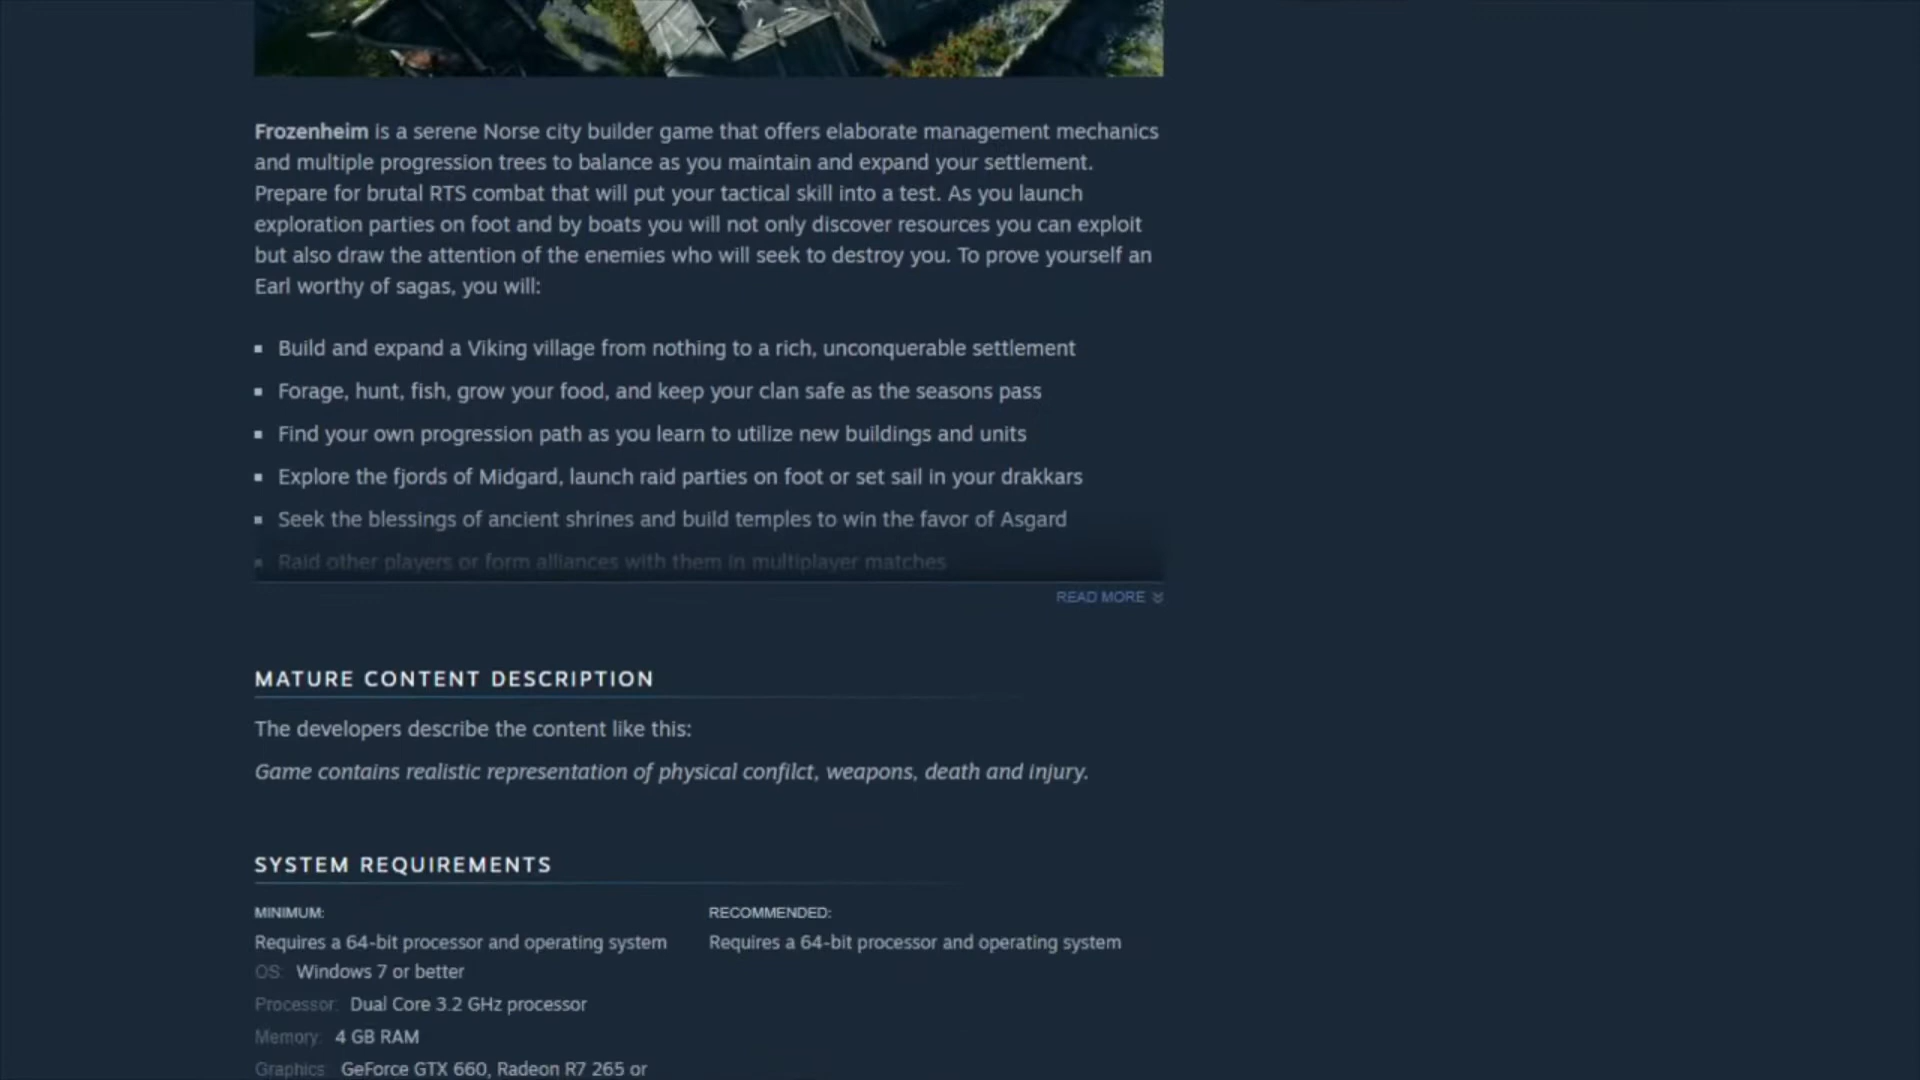 Frozenheim is a serene Norse city builder game that offers elaborate management mechanics
and multiple progression trees to balance as you maintain and expand your settlement.
Prepare for brutal RTS combat that will put your tactical skill into a test. As you launch
exploration parties on foot and by boats you will not only discover resources you can exploit
but also draw the attention of the enemies who will seek to destroy you. To prove yourself an
Earl worthy of sagas, you will:
▪ Build and expand a Viking village from nothing to a rich, unconquerable settlement
▪ Forage, hunt, fish, grow your food, and keep your clan safe as the seasons pass
▪ Find your own progression path as you learn to utilize new buildings and units
▪ Explore the fjords of Midgard, launch raid parties on foot or set sail in your drakkars
▪ Seek the blessings of ancient shrines and build temples to win the favor of Asgard
▪ Raid other players or form alliances with them in multiplayer matches
READ MORE
MATURE CONTENT DESCRIPTION
The developers describe the content like this:
Game contains realistic representation of physical confilct, weapons, death and injury.
SYSTEM REQUIREMENTS
MINIMUM: RECOMMENDED:
Requires a 64-bit processor and operating system Requires a 64-bit processor and operating system
OS: Windows 7 or better
Processor: Dual Core 3.2 GHz processor
Memory: 4 GB RAM
Graphics: GeForce GTX 660, Radeon R7 265 or